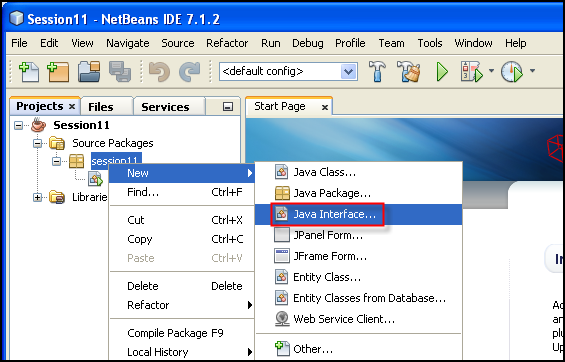 Session11 - NetBeans IDE 7.1.2
File Edit View Navigate Source Refactor Run Debug Profile Team Tools Window Help
<default config>
Projects x Files Services
Start Page x
Session11
Source Packages
session11
Librarie
New
Find... Ctrl+F
Cut Ctrl+X
Copy Ctrl+C
Paste Ctrl+V
Delete Delete
Refactor
Compile Package F9
Local History
Java Class...
Java Package...
Java Interface...
JPanel Form...
JFrame Form...
Entity Class...
Entity Classes from Database...
Web Service Client...
Other...
In
Ad
an
plu
Up